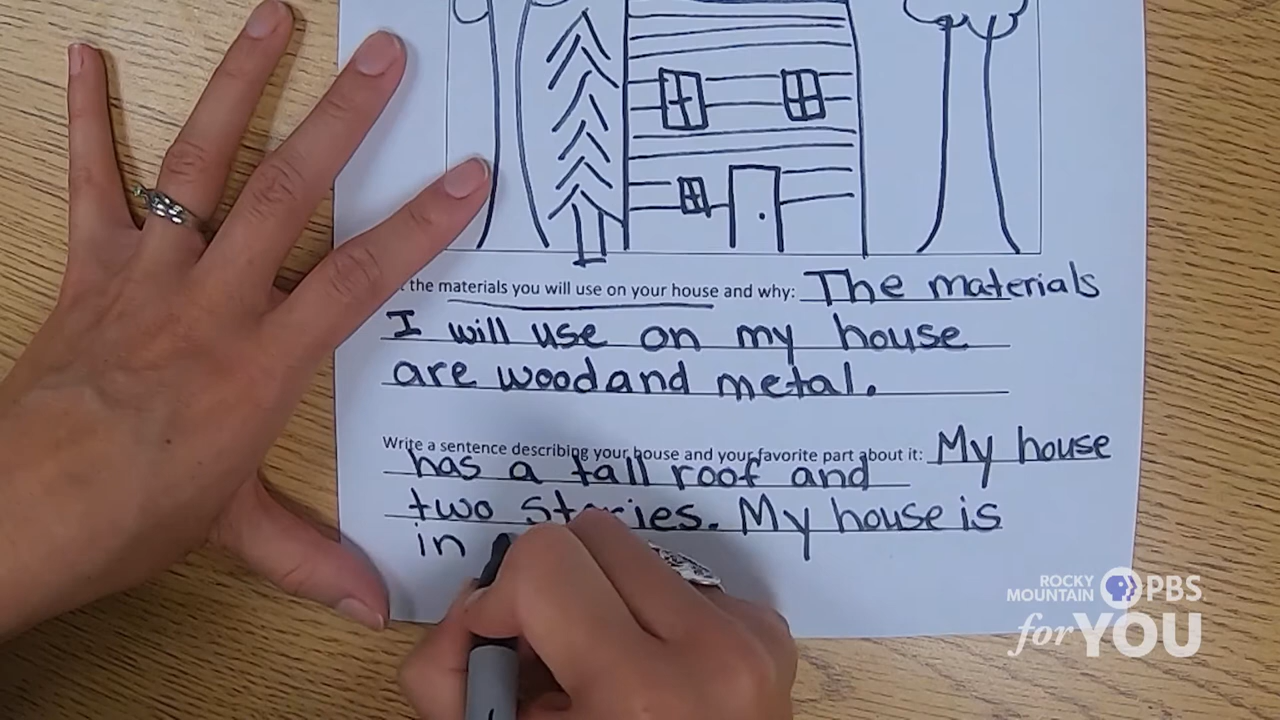 the materials you will use on your house and why: The materials
I will use on my house
are wood and metal.
Write a sentence describing your house and your favorite part about it: My house
has a tall roof and
two stories. My house is
in
ROCKY
MOUNTAIN PBS
for YOU